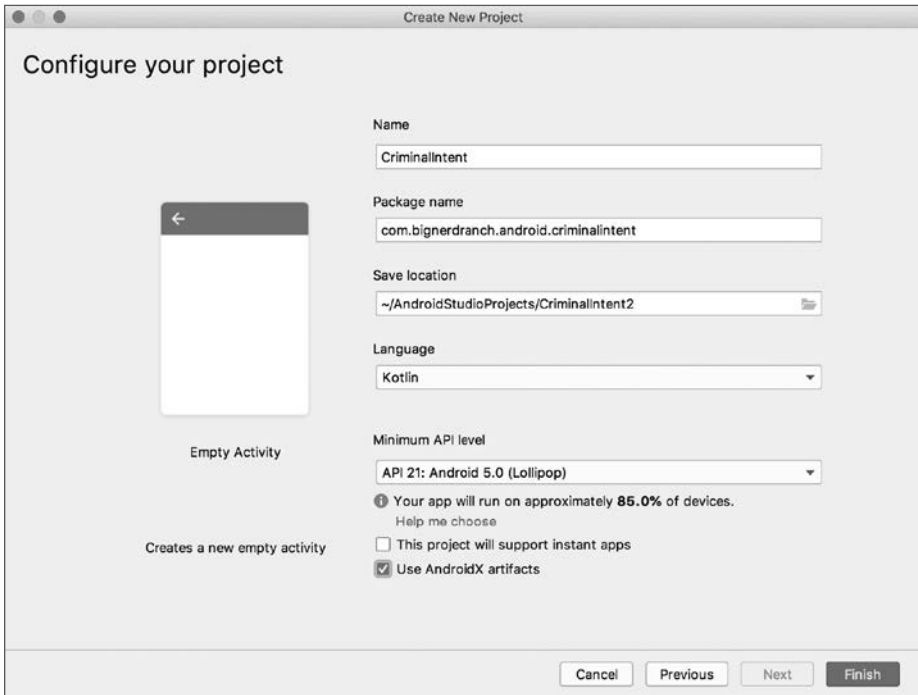 Create New Project
Configure your project
Name
CriminalIntent
Package name
com.bignerdranch.android.criminalintent
Save location
~/AndroidStudioProjects/CriminalIntent2
Language
Kotlin
Empty Activity
Minimum API level
API 21: Android 5.0 (Lollipop)
Your app will run on approximately 85.0% of devices.
Help me choose
Creates a new empty activity
This project will support instant apps
Use AndroidX artifacts
Cancel
Previous
Next
Finish